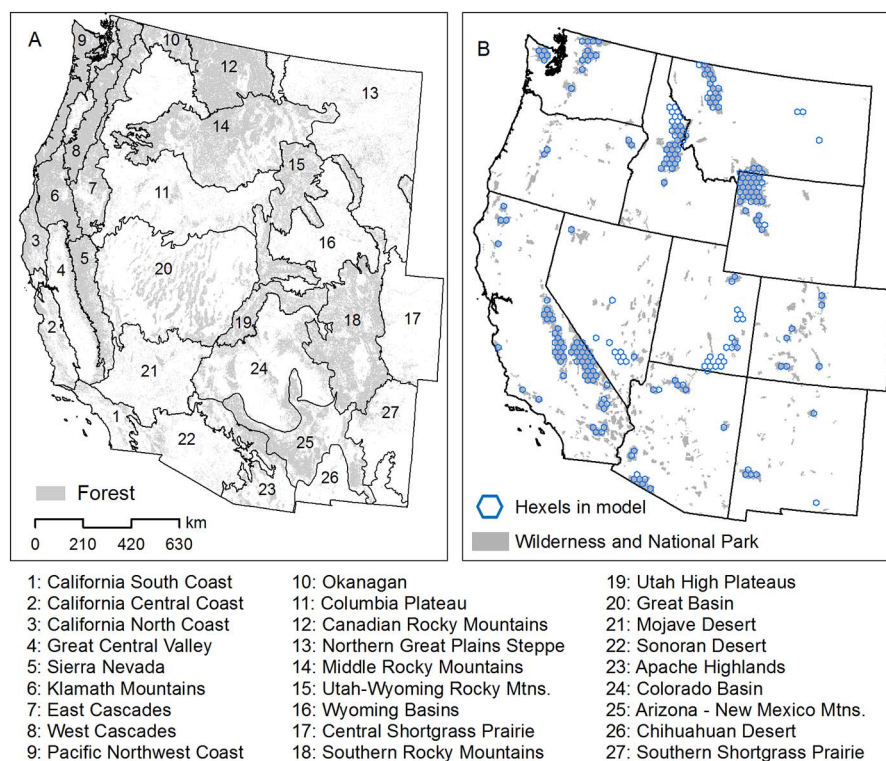 A
9
10
12
13
14
8
15
7
11
6
16
3
4
5
20
18
17
2
19
24
21
27
1
22
25
23
26
Forest
km
0 210 420 630
B
Hexels in model
Wilderness and National Park
1: California South Coast
2: California Central Coast
3: California North Coast
4: Great Central Valley
5: Sierra Nevada
6: Klamath Mountains
7: East Cascades
8: West Cascades
9: Pacific Northwest Coast
10: Okanagan
11: Columbia Plateau
12: Canadian Rocky Mountains
13: Northern Great Plains Steppe
14: Middle Rocky Mountains
15: Utah-Wyoming Rocky Mtns.
16: Wyoming Basins
17: Central Shortgrass Prairie
18: Southern Rocky Mountains
19: Utah High Plateaus
20: Great Basin
21: Mojave Desert
22: Sonoran Desert
23: Apache Highlands
24: Colorado Basin
25: Arizona - New Mexico Mtns.
26: Chihuahuan Desert
27: Southern Shortgrass Prairie